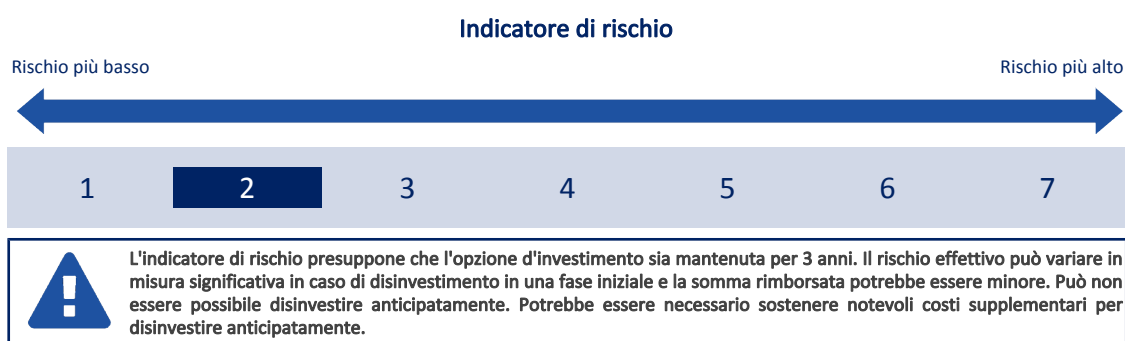 Indicatore di rischio
Rischio più basso
Rischio più alto
1 2 3 4 5 6 7
L'indicatore di rischio presuppone che l'opzione d'investimento sia mantenuta per 3 anni. Il rischio effettivo può variare in
misura significativa in caso di disinvestimento in una fase iniziale e la somma rimborsata potrebbe essere minore. Può non
essere possibile disinvestire anticipatamente. Potrebbe essere necessario sostenere notevoli costi supplementari per
disinvestire anticipatamente.